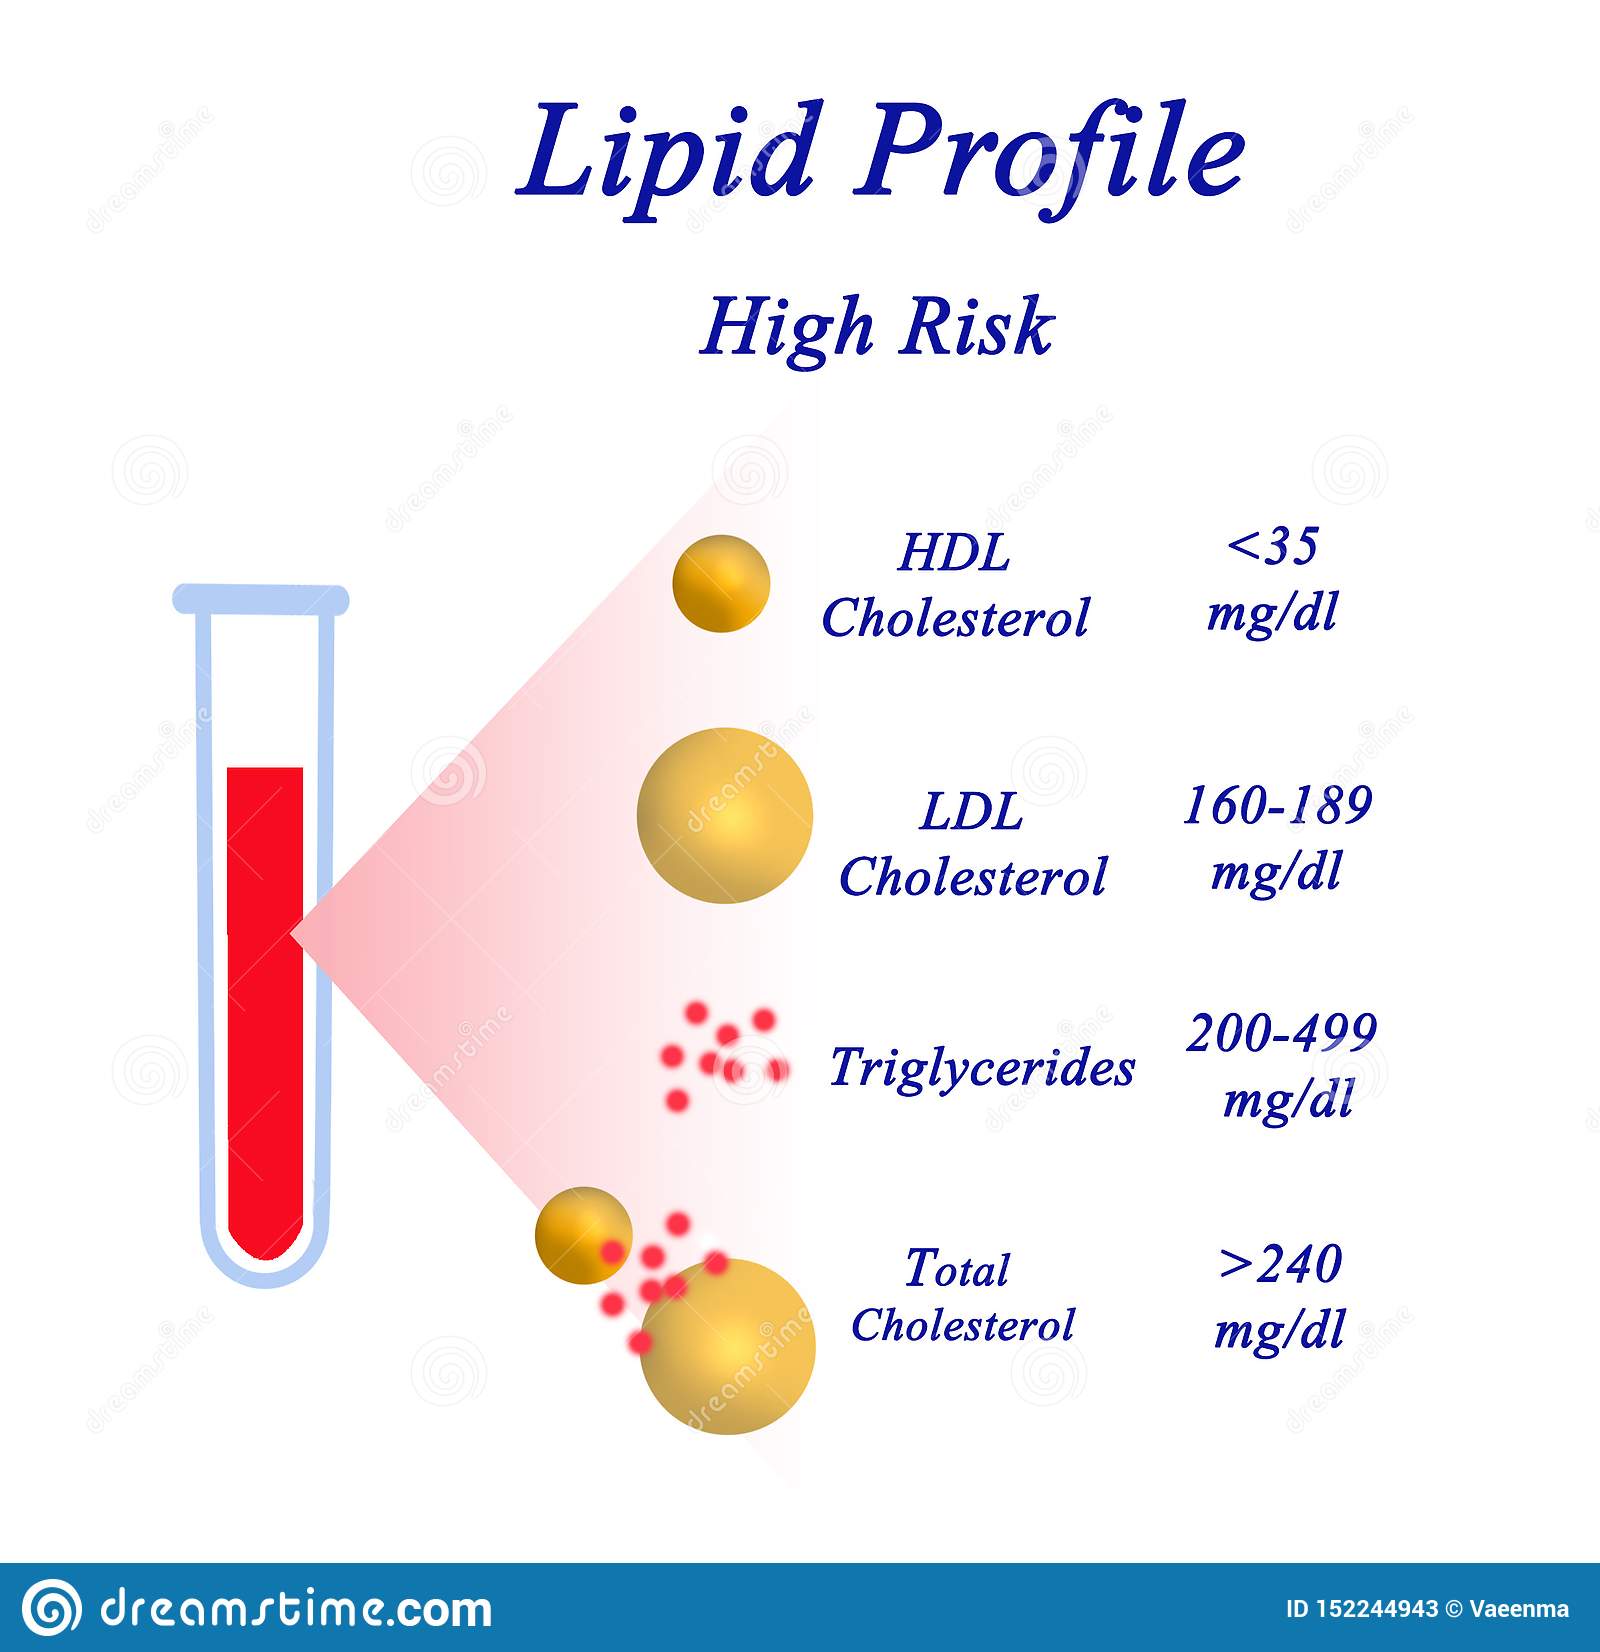 Lipid Profile
High Risk
HDL
Cholesterol
<35
mg/dl
LDL
Cholesterol
160-189
mg/dl
Triglycerides
200-499
mg/dl
Total
Cholesterol
>240
mg/dl
dreamstime.com
ID 152244943 © Vaeenma